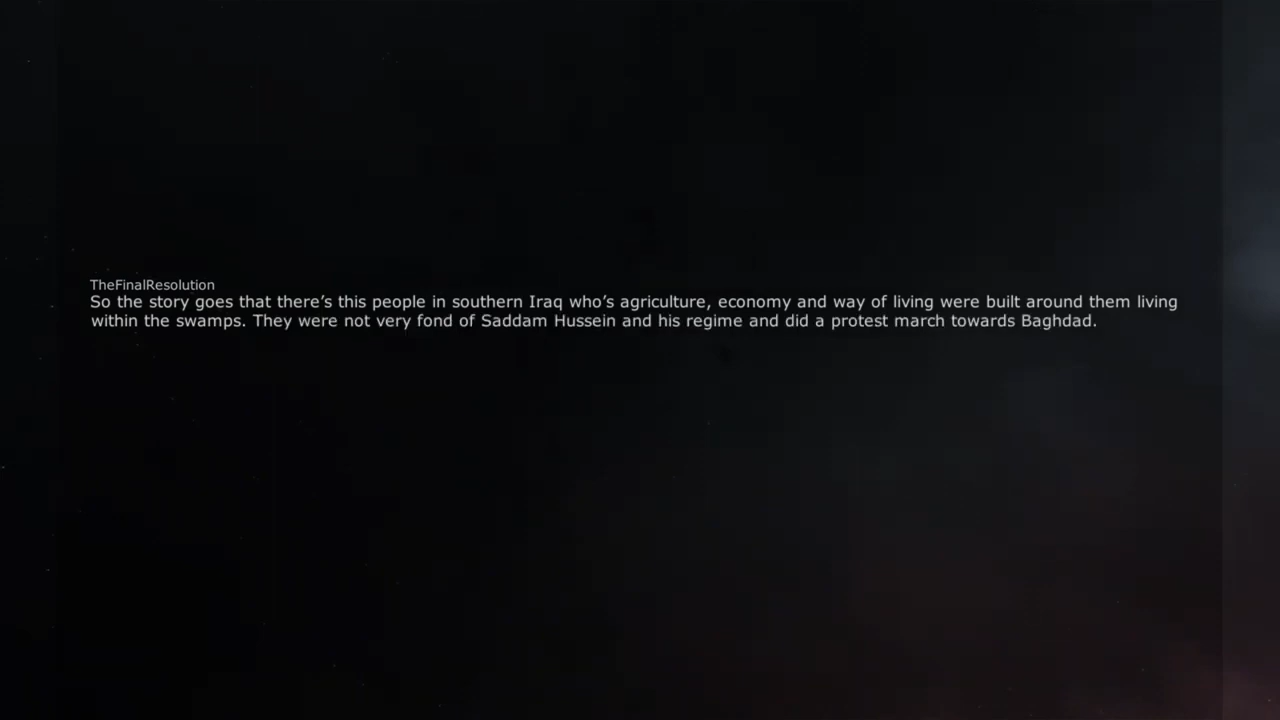 TheFinalResolution
So the story goes that there’s this people in southern Iraq who’s agriculture, economy and way of living were built around them living
within the swamps. They were not very fond of Saddam Hussein and his regime and did a protest march towards Baghdad.